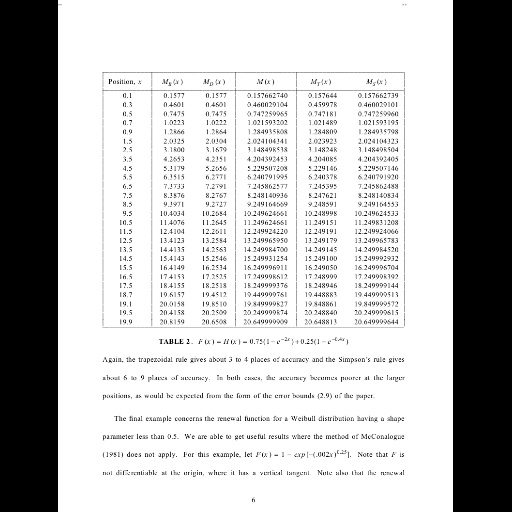 Position, x M_S(x) M_D(x) M(x) M_T(x) M_C(x)
0.1 0.1577 0.1577 0.157662740 0.157644 0.157662739
0.3 0.4601 0.4601 0.460029104 0.459978 0.460029101
0.5 0.7475 0.7475 0.747259965 0.747181 0.747259960
0.7 1.0223 1.0222 1.021593202 1.021489 1.021593195
0.9 1.2866 1.2864 1.284935808 1.284809 1.284935798
1.5 2.0325 2.0304 2.024104341 2.023923 2.024104323
2.5 3.1800 3.1679 3.148498538 3.148248 3.148498504
3.5 4.2653 4.2351 4.204392453 4.204085 4.204392405
4.5 5.3179 5.2656 5.229507208 5.229146 5.229507146
5.5 6.3515 6.2771 6.240791995 6.240378 6.240791920
6.5 7.3733 7.2791 7.245862577 7.245395 7.245862488
7.5 8.3876 8.2767 8.248140936 8.247621 8.248140834
8.5 9.3971 9.2727 9.249164669 9.248591 9.249164553
9.5 10.4034 10.2684 10.249624661 10.248998 10.249624533
10.5 11.4076 11.2645 11.249624661 11.249151 11.249831208
11.5 12.4104 12.2611 12.249924220 12.249191 12.249924066
12.5 13.4123 13.2584 13.249965950 13.249179 13.249965783
13.5 14.4135 14.2563 14.249984700 14.249145 14.249984520
14.5 15.4143 15.2546 15.249931254 15.249100 15.249992932
15.5 16.4149 16.2534 16.249996911 16.249050 16.249996704
16.5 17.4153 17.2525 17.249998612 17.248999 17.249998392
17.5 18.4155 18.2518 18.249999376 18.248946 18.249999144
18.7 19.6157 19.4512 19.449999761 19.448883 19.449999513
19.1 20.0158 19.8510 19.849999827 19.848861 19.849999573
19.5 20.4158 20.2509 20.249999874 20.248840 20.249999615
19.9 20.8159 20.6508 20.649999909 20.648813 20.649999644
TABLE 2. F(x) = H(x) = 0.75(1−e^{−2x})+0.25(1−e^{−0.4x})
Again, the trapezoidal rule gives about 3 to 4 places of accuracy and the Simpson's rule gives
about 6 to 9 places of accuracy. In both cases, the accuracy becomes poorer at the larger
positions, as would be expected from the form of the error bounds (2.9) of the paper.
The final example concerns the renewal function for a Weibull distribution having a shape
parameter less than 0.5. We are able to get useful results where the method of McConalogue
(1981) does not apply. For this example, let F(x) = 1 − exp[−(.002x)^{0.25}]. Note that F is
not differentiable at the origin, where it has a vertical tangent. Note also that the renewal
6